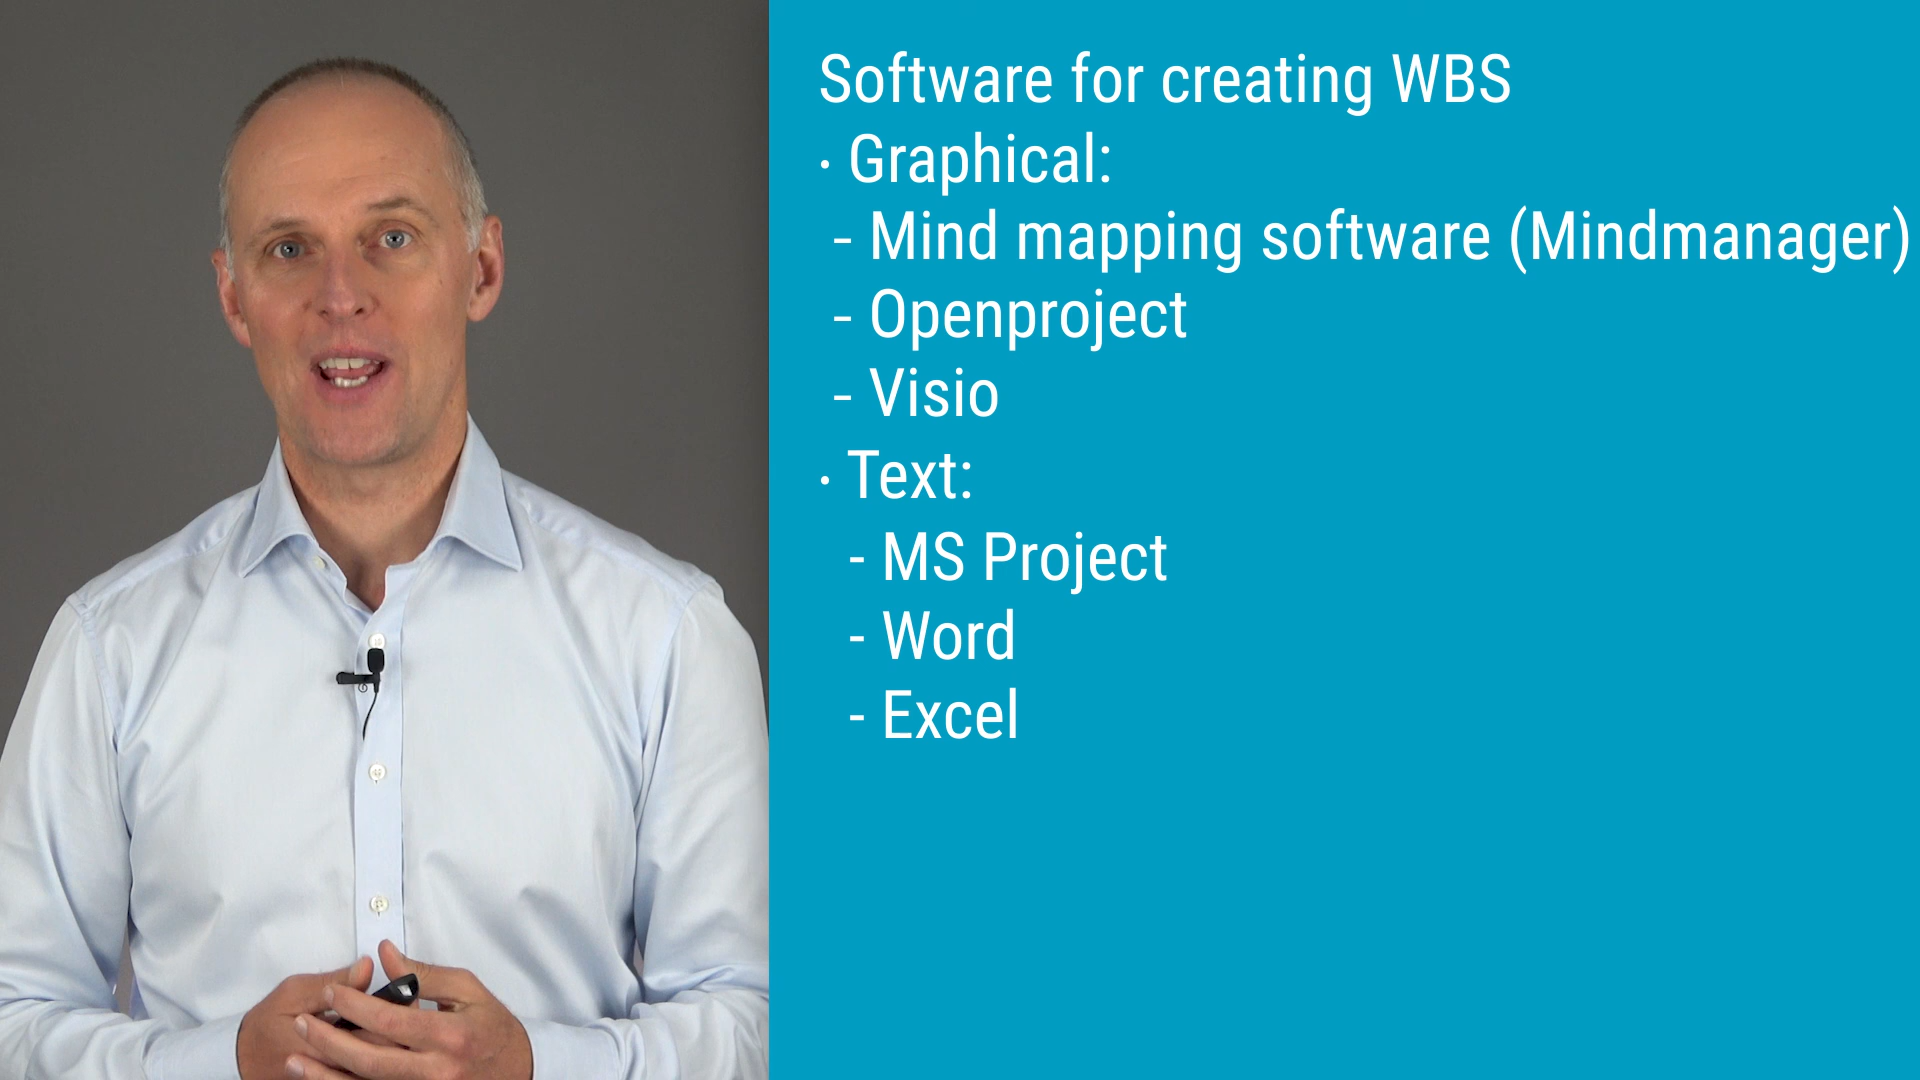 Software for creating WBS
· Graphical:
- Mind mapping software (Mindmanager)
- Openproject
- Visio
· Text:
- MS Project
- Word
- Excel